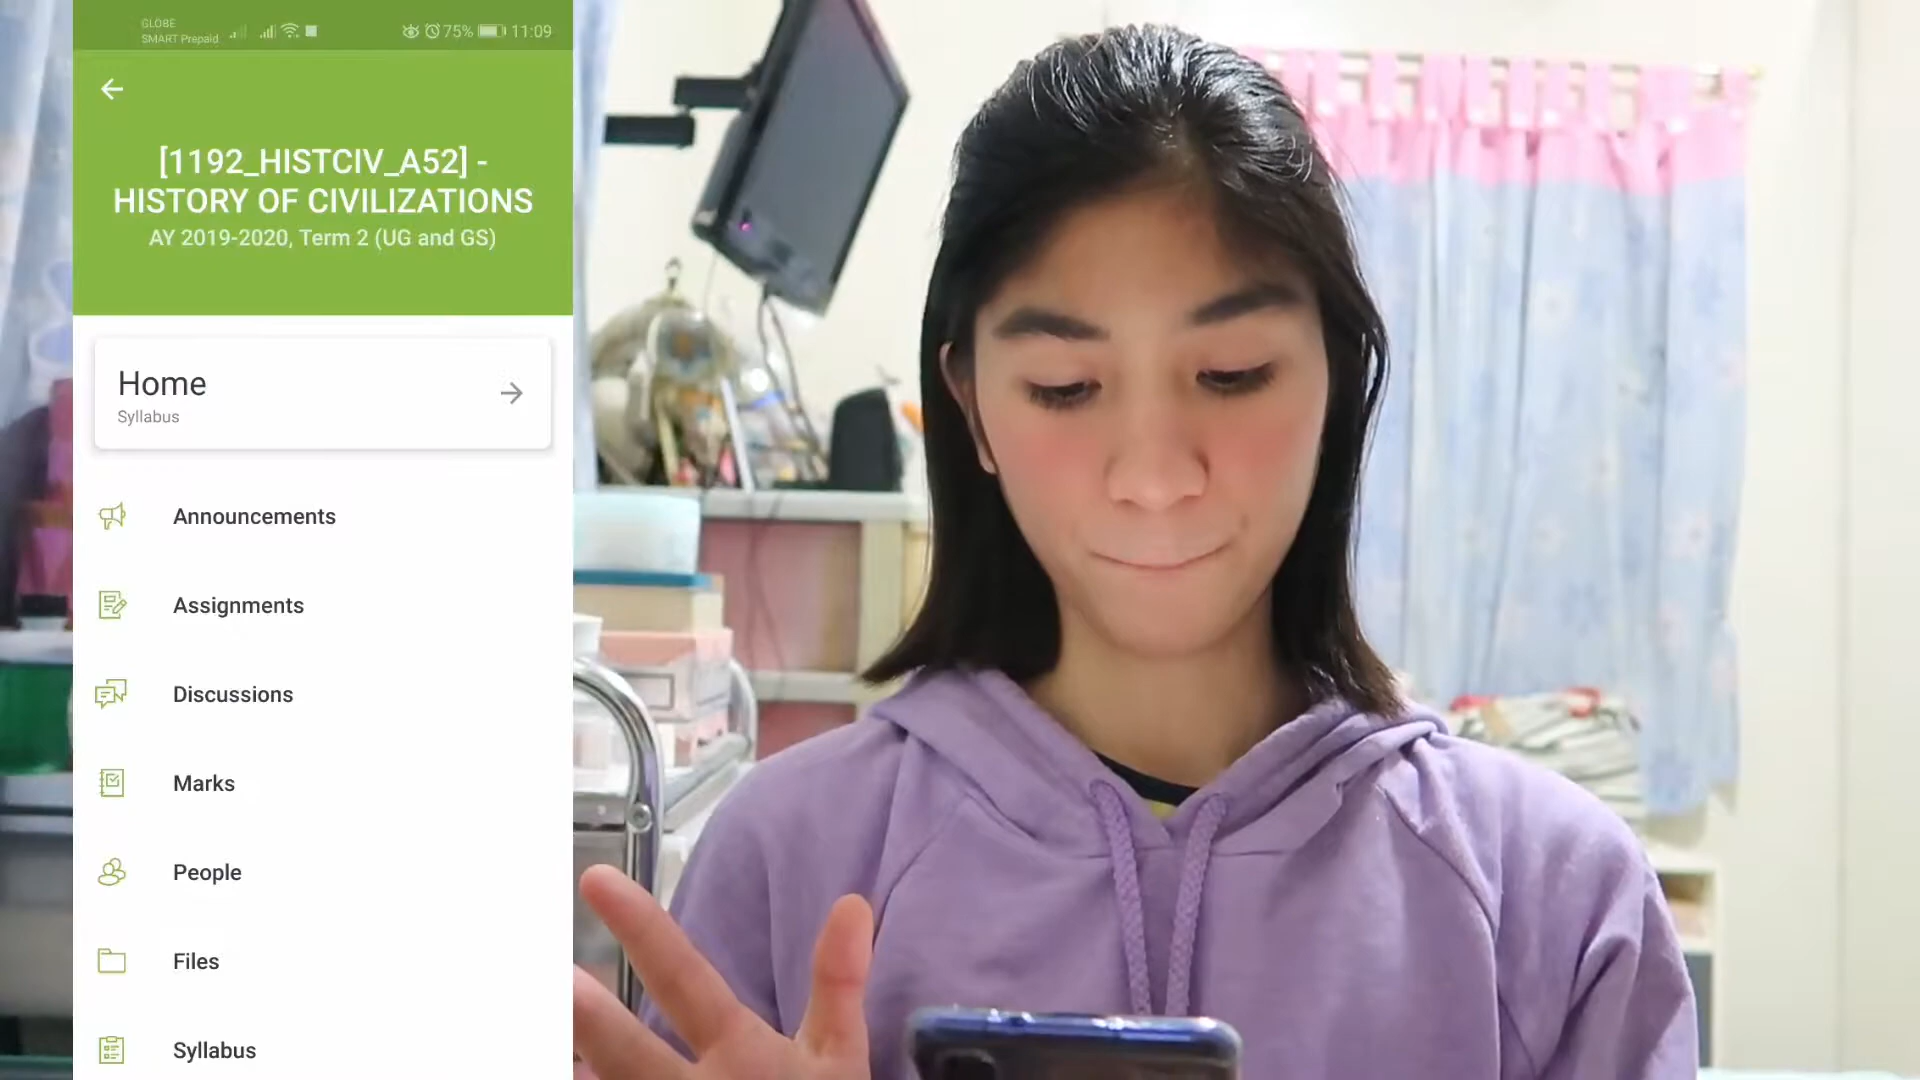 GLOBE
SMART Prepaid
75%
11:09
[1192_HISTCIV_A52] -
HISTORY OF CIVILIZATIONS
AY 2019-2020, Term 2 (UG and GS)
Home
Syllabus
Announcements
Assignments
Discussions
Marks
People
Files
Syllabus